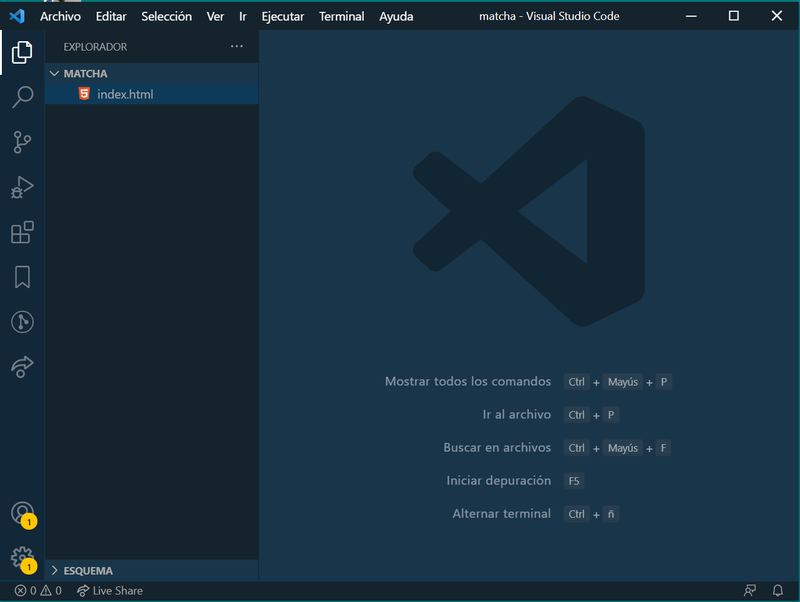 Archivo Editar Selección Ver Ir Ejecutar Terminal Ayuda matcha - Visual Studio Code
EXPLORADOR
MATCHA
5 index.html
Mostrar todos los comandos Ctrl + Mayús + P
Ir al archivo Ctrl + P
Buscar en archivos Ctrl + Mayús + F
Iniciar depuración F5
Alternar terminal Ctrl + ñ
1
1
ESQUEMA
0 0 Live Share